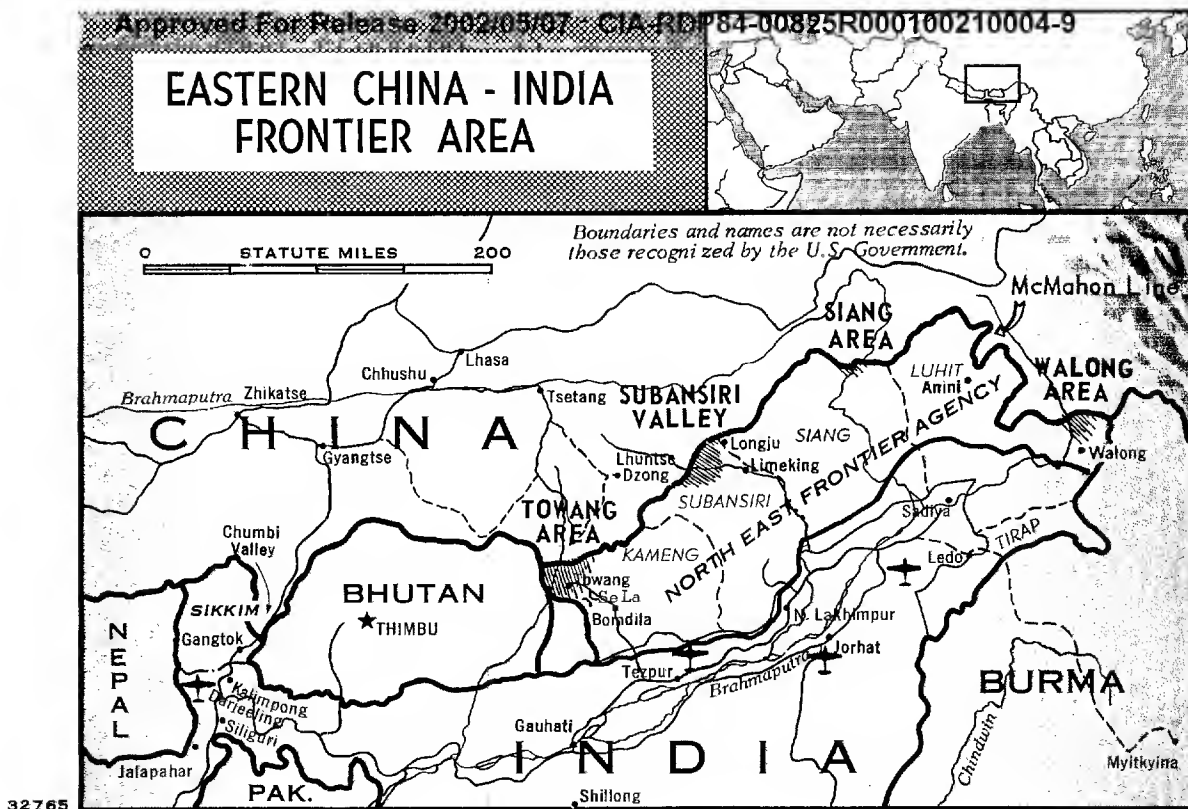 Approved For Release 2002/05/07 : CIA-RDP84-00825R000100210004-9
EASTERN CHINA - INDIA
FRONTIER AREA
0 STATUTE MILES 200
Boundaries and names are not necessarily
those recognized by the U.S. Government.
McMahon Line
SIANG
AREA
Lhasa
Chhushu
LUHIT
Amini
WALONG
AREA
Brahmaputra
Zhikatse
Tsetang
SUBANSIRI
VALLEY
CHINA
Gyangtse
Longju
SIANG
Limeking
Walong
Lhuntse
Dzong
SUBANSIRI
NORTH EAST FRONTIER AGENCY
TOWANG
AREA
Sadiya
Chumbi
Valley
KAMENG
TIRAP
Ledo
BHUTAN
Towang
Se La
Bomdila
SIKKIM
THIMBU
N. Lakhimpur
NEPAL
Gangtok
Jorhat
Tezpur
Brahmaputra
BURMA
Kalimpong
Darjeeling
Siliguri
Gauhati
INDIA
Chindwin
Jalapahar
Myitkyina
PAK.
Shillong
32765